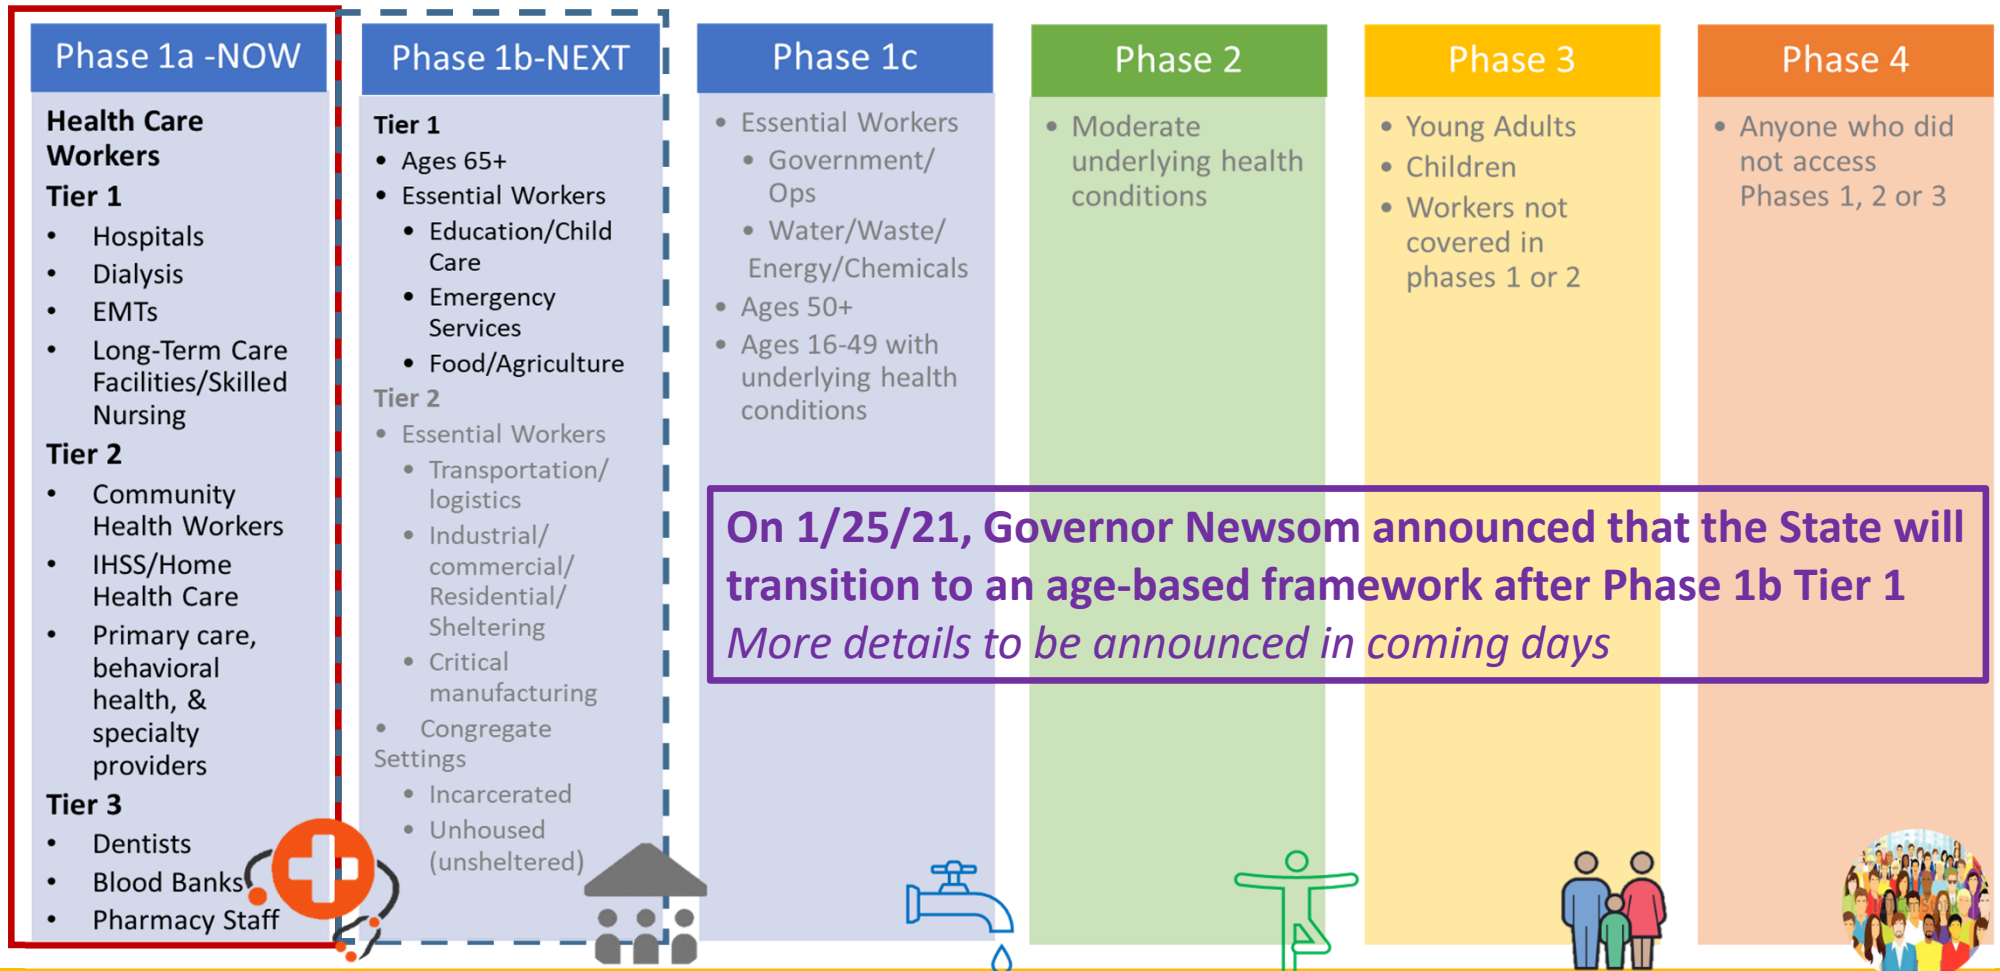 Phase 1a -NOW
Health Care
Workers
Tier 1
• Hospitals
• Dialysis
• EMTs
• Long-Term Care
Facilities/Skilled
Nursing
Tier 2
• Community
Health Workers
• IHSS/Home
Health Care
• Primary care,
behavioral
health, &
specialty
providers
Tier 3
• Dentists
• Blood Banks
• Pharmacy Staff
Phase 1b-NEXT
Tier 1
• Ages 65+
• Essential Workers
• Education/Child
Care
• Emergency
Services
• Food/Agriculture
Tier 2
• Essential Workers
• Transportation/
logistics
• Industrial/
commercial/
Residential/
Sheltering
• Critical
manufacturing
• Congregate
Settings
• Incarcerated
• Unhoused
(unsheltered)
Phase 1c
• Essential Workers
• Government/
Ops
• Water/Waste/
Energy/Chemicals
• Ages 50+
• Ages 16-49 with
underlying health
conditions
Phase 2
• Moderate
underlying health
conditions
Phase 3
• Young Adults
• Children
• Workers not
covered in
phases 1 or 2
Phase 4
• Anyone who did
not access
Phases 1, 2 or 3
On 1/25/21, Governor Newsom announced that the State will
transition to an age-based framework after Phase 1b Tier 1
More details to be announced in coming days